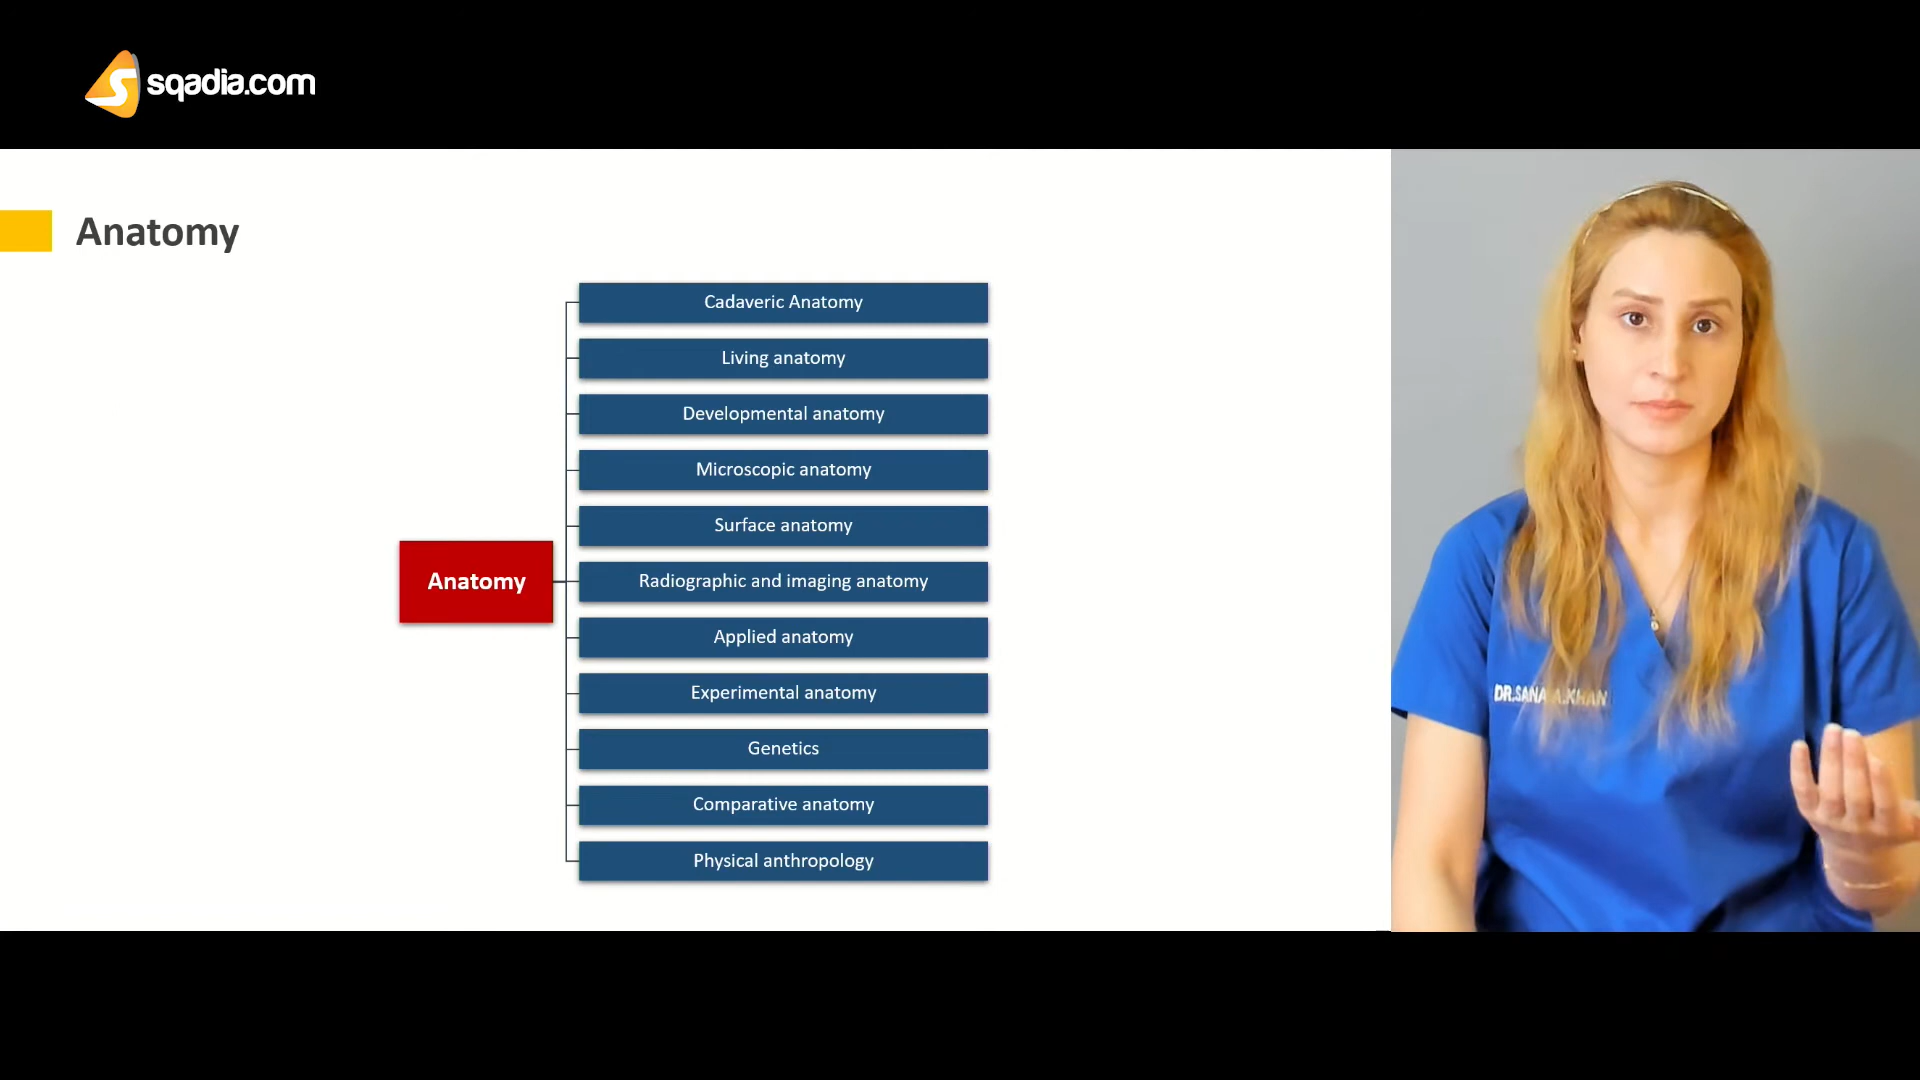 sqadia.com
Anatomy
Cadaveric Anatomy
Living anatomy
Developmental anatomy
Microscopic anatomy
Surface anatomy
Anatomy
Radiographic and imaging anatomy
Applied anatomy
Experimental anatomy
Genetics
Comparative anatomy
Physical anthropology
DR.SANA A.KHAN